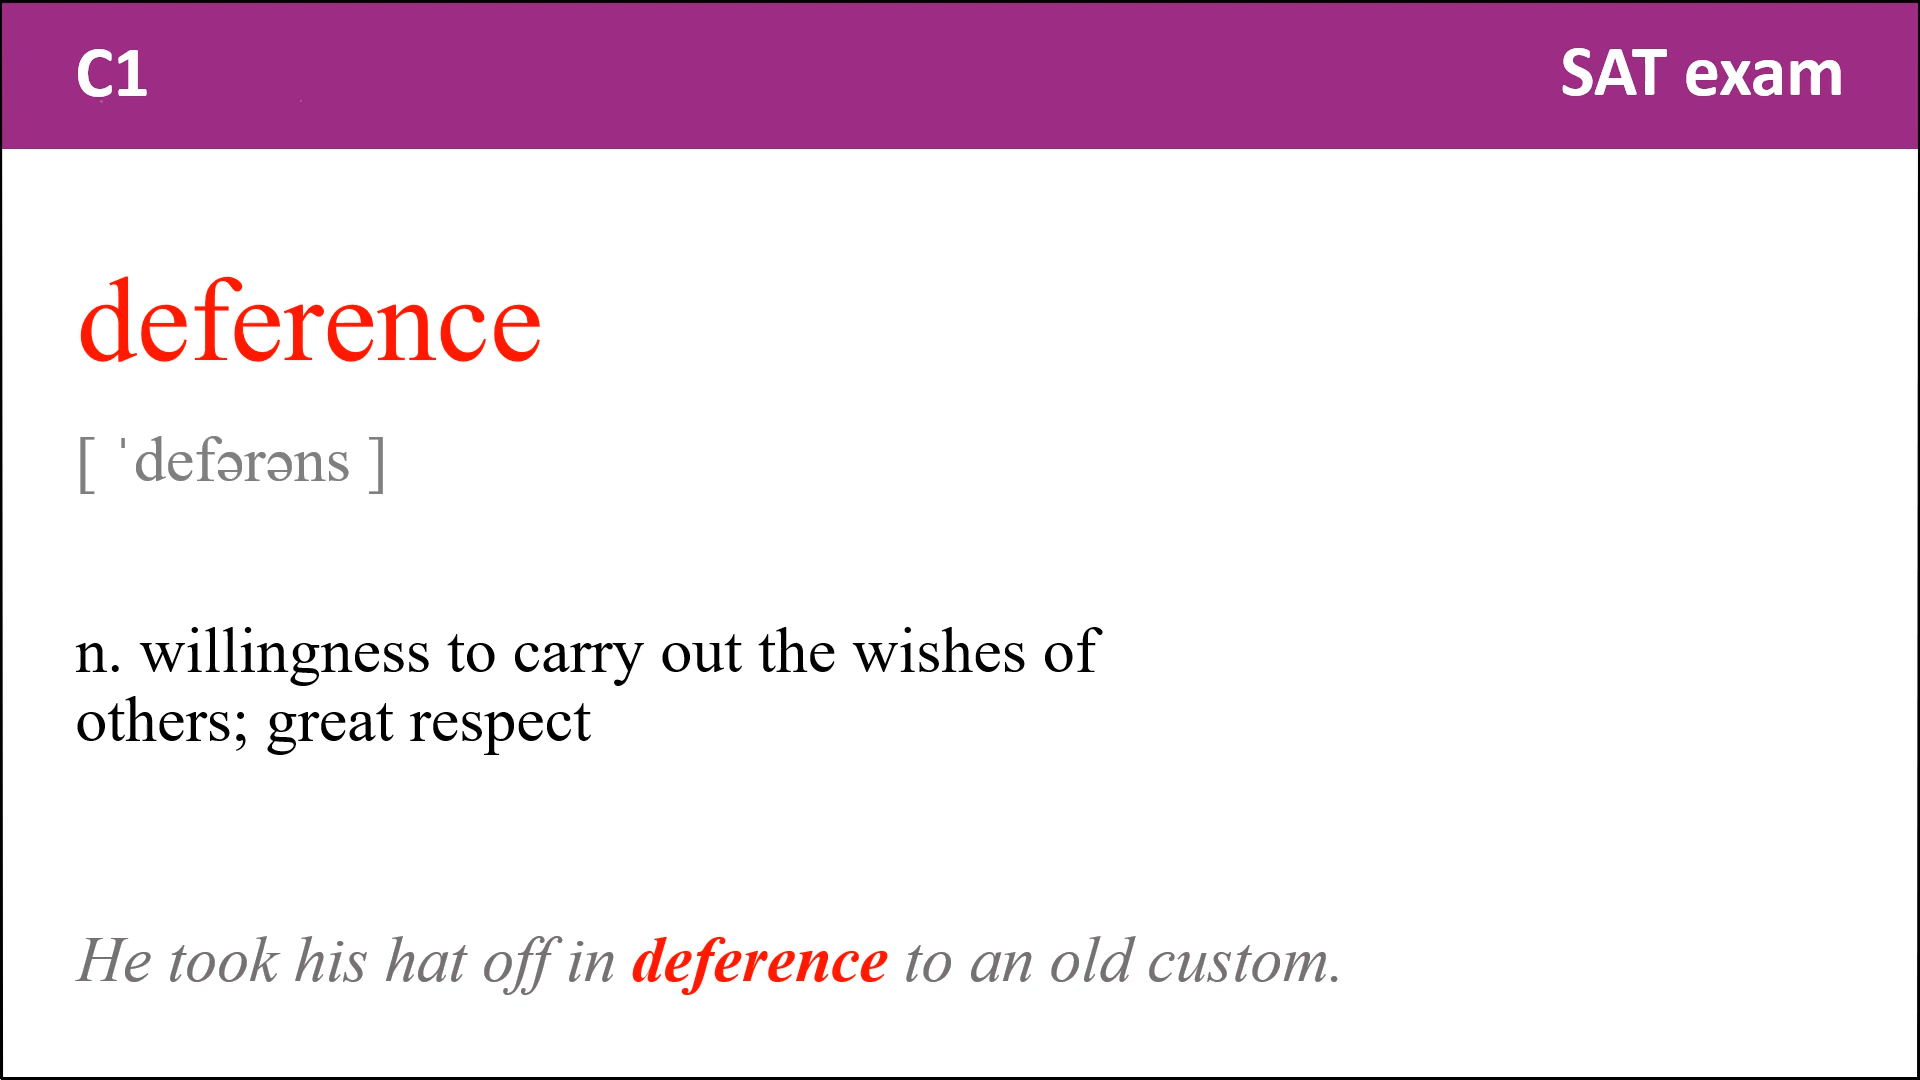 C1 SAT exam
deference
[ ˈdefərəns ]
n. willingness to carry out the wishes of
others; great respect
He took his hat off in deference to an old custom.